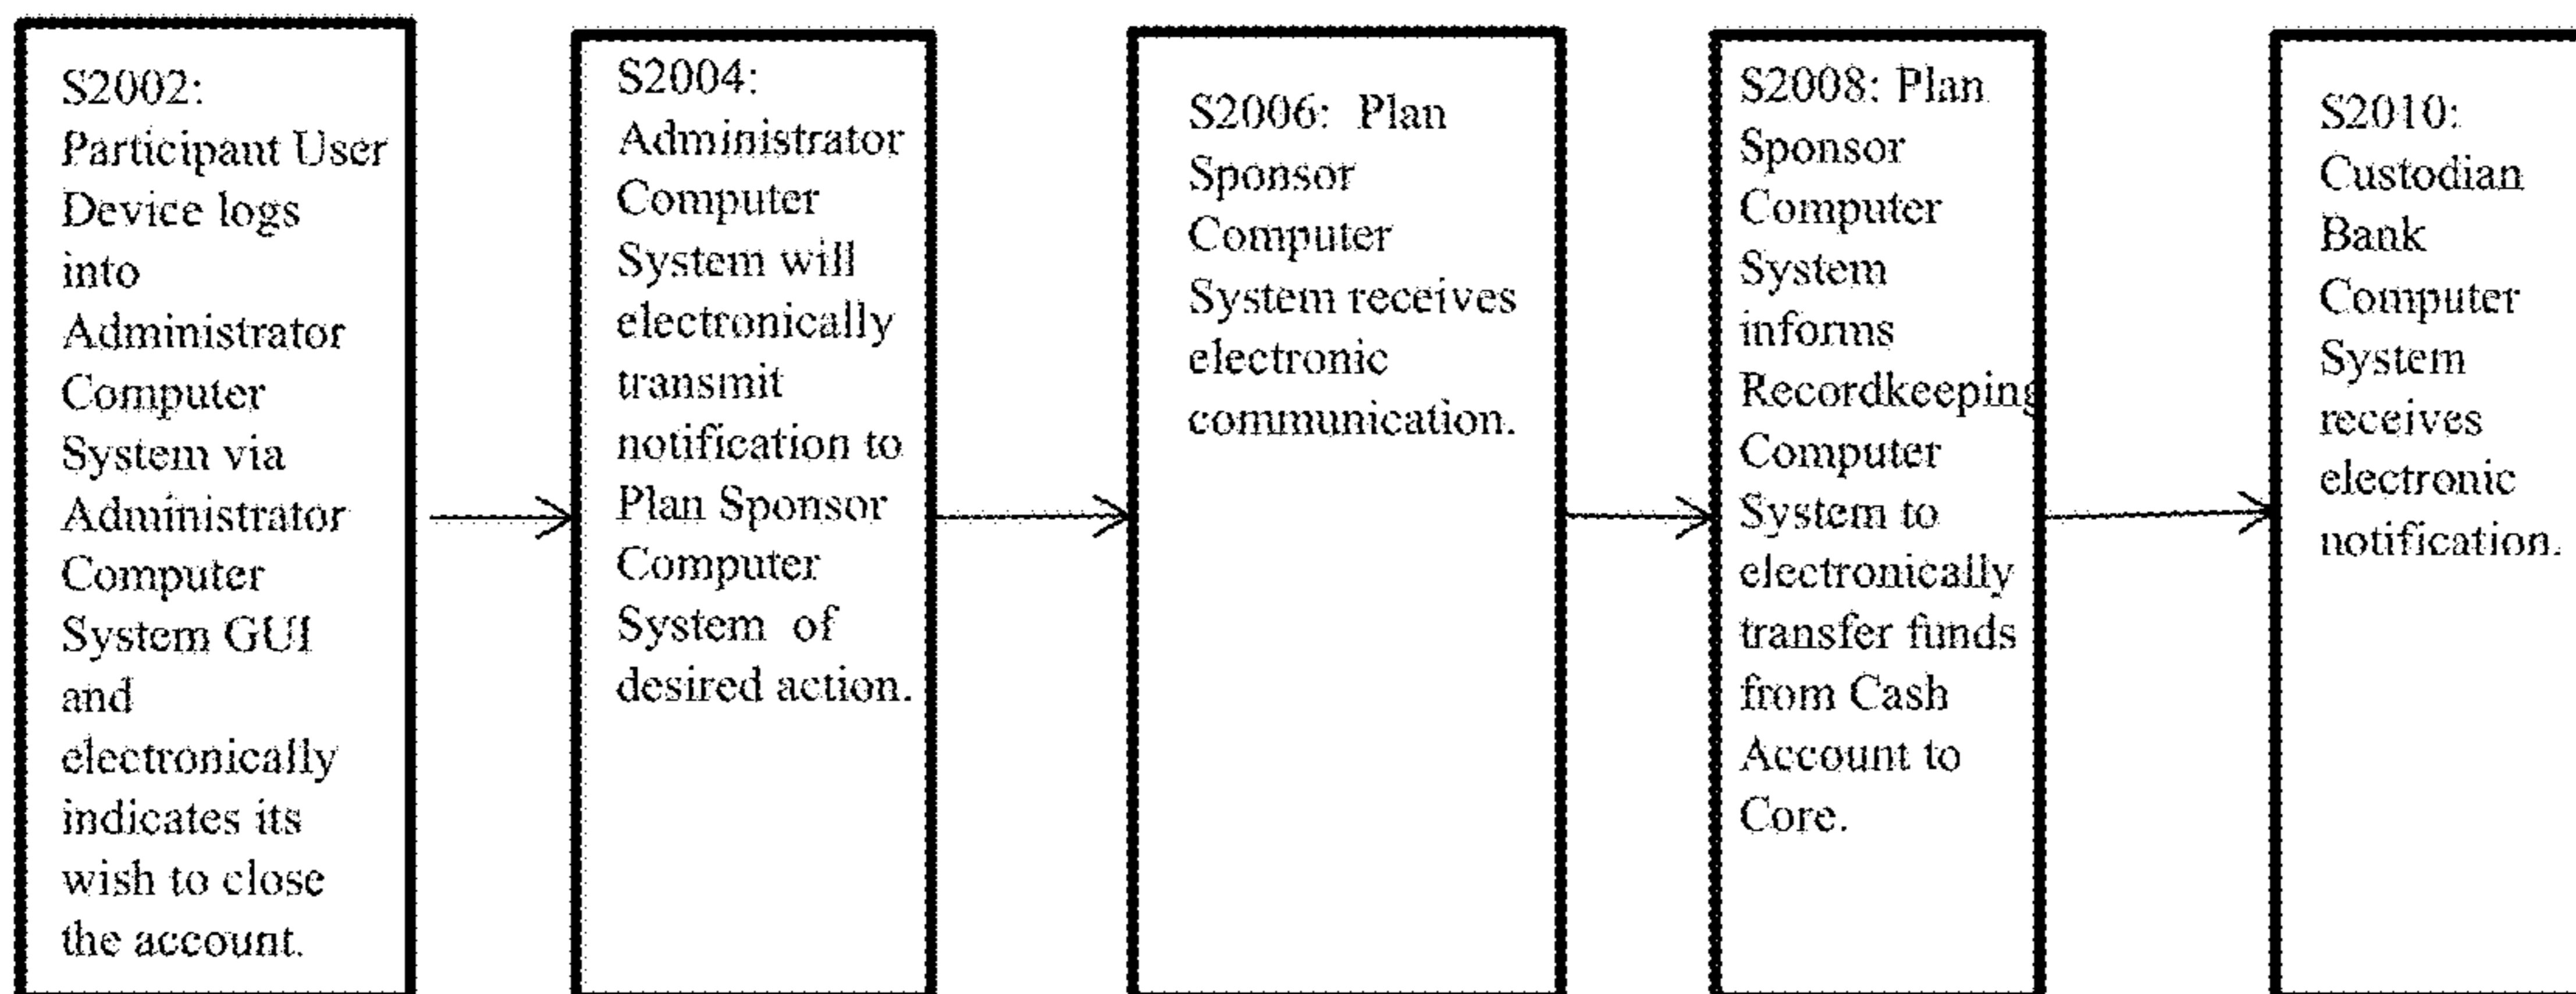 S2002:
Participant User
Device logs
into
Administrator
Computer
System via
Administrator
Computer
System GUI
and
electronically
indicates its
wish to close
the account.
S2004:
Administrator
Computer
System will
electronically
transmit
notification to
Plan Sponsor
Computer
System of
desired action.
S2006: Plan
Sponsor
Computer
System receives
electronic
communication.
S2008: Plan
Sponsor
Computer
System
informs
Recordkeeping
Computer
System to
electronically
transfer funds
from Cash
Account to
Core.
S2010:
Custodian
Bank
Computer
System
receives
electronic
notification.